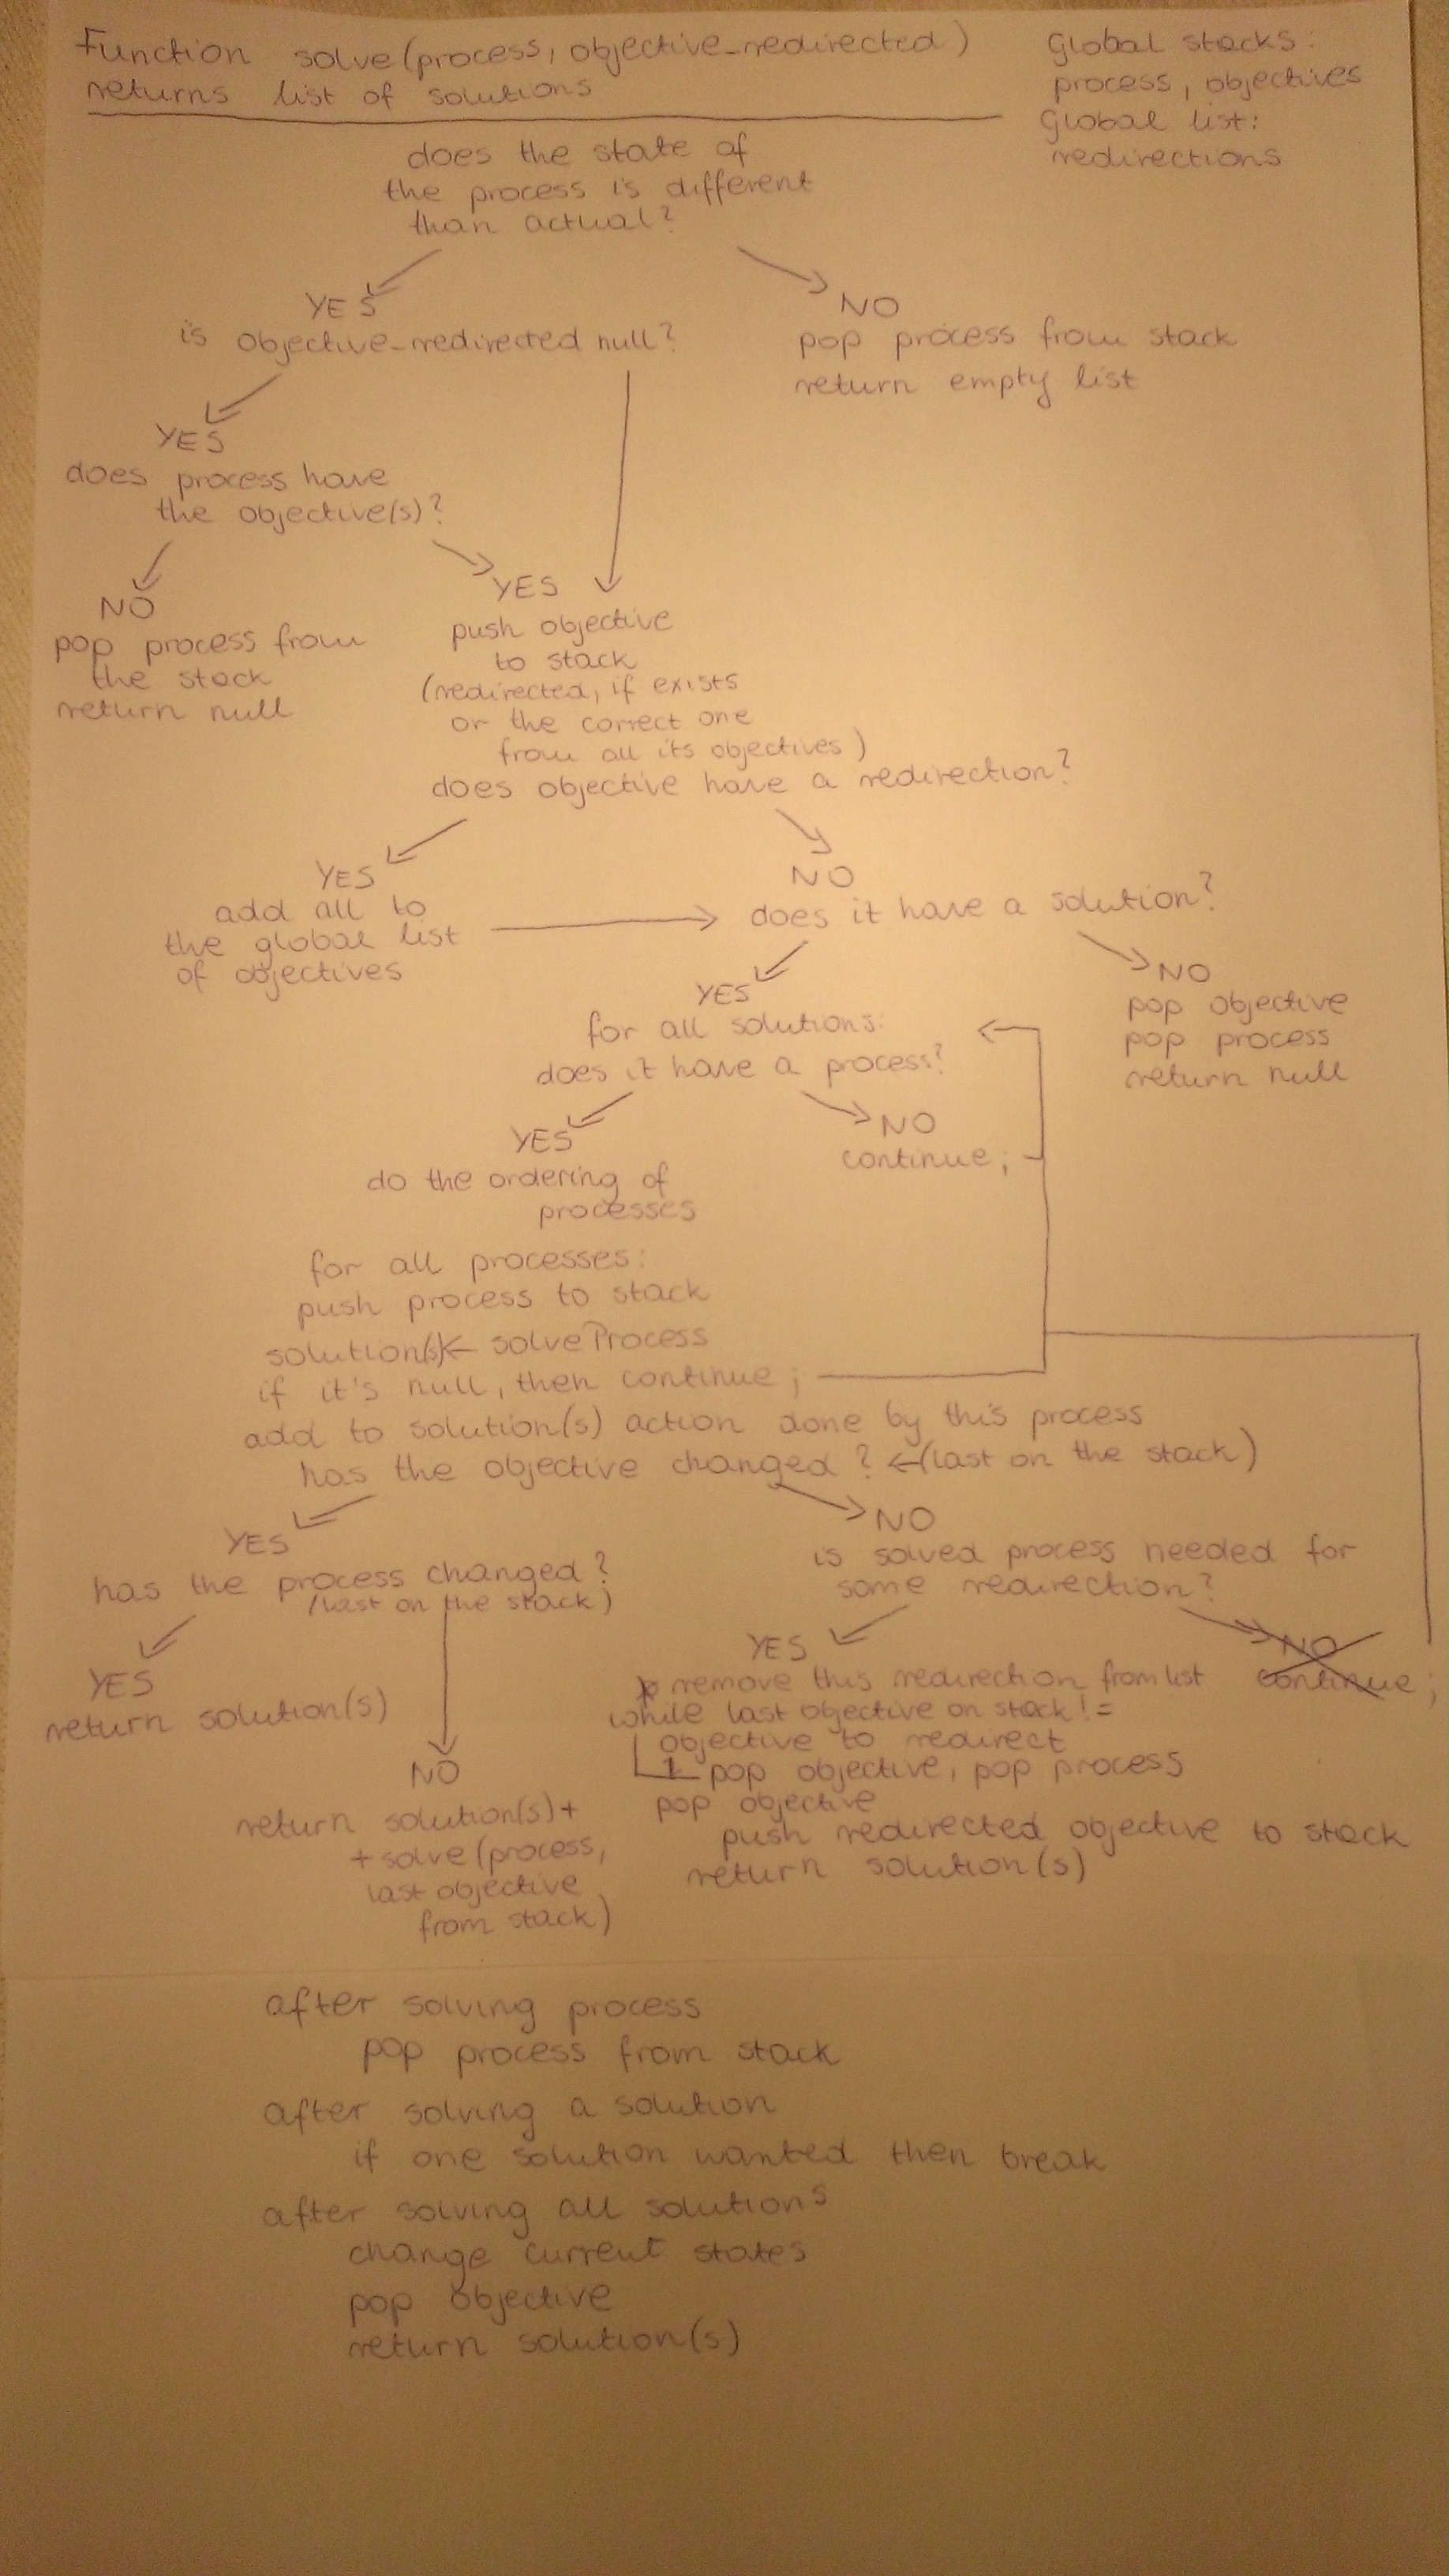 Function solve(process, objective_redirected)
returns list of solutions
Global stacks:
process, objectives
Global list:
redirections
does the state of
the process is different
than actual?
YES
is objective_redirected null?
NO
pop process from stack
return empty list
YES
does process have
the objective(s)?
NO
pop process from
the stack
return null
YES
push objective
to stack
(redirected, if exists
or the correct one
from all its objectives)
does objective have a redirection?
YES
add all to
the global list
of objectives
NO
does it have a solution?
YES
for all solutions:
does it have a process?
NO
pop objective
pop process
return null
YES
do the ordering of
processes
NO
continue;
for all processes:
push process to stack
solution(s)← solveProcess
if it's null, then continue;
add to solution(s) action done by this process
has the objective changed? ←(last on the stack)
YES
has the process changed?
(last on the stack)
NO
is solved process needed for
some redirection?
YES
return solution(s)
NO
return solution(s)+
+solve(process,
last objective
from stack)
YES
remove this redirection from list
while last objective on stack !=
objective to redirect
pop objective, pop process
pop objective
push redirected objective to stack
return solution(s)
NO
continue;
after solving process
pop process from stack
after solving a solution
if one solution wanted then break
after solving all solutions
change current states
pop objective
return solution(s)